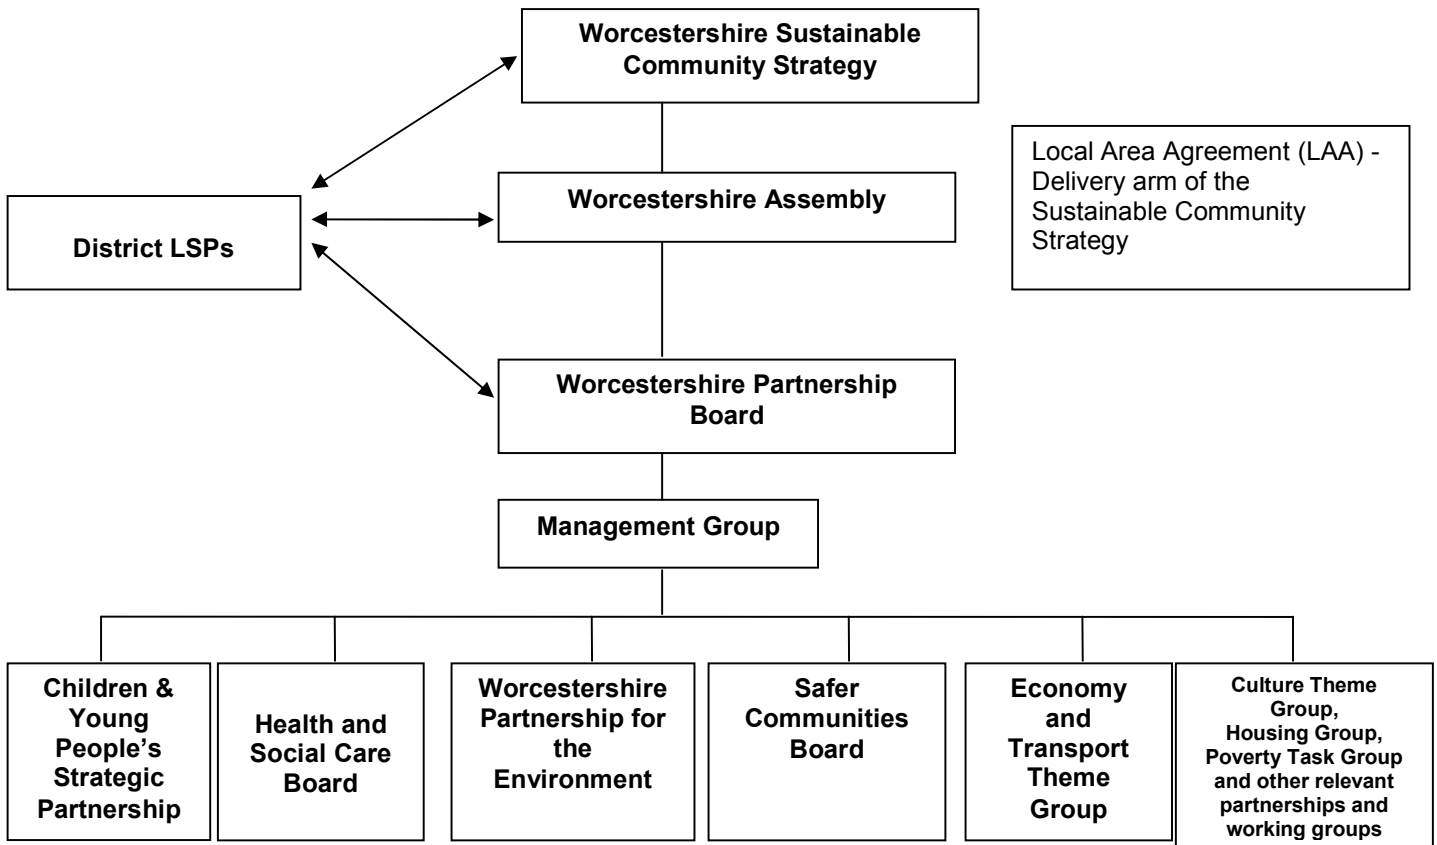 Worcestershire Sustainable
Community Strategy
Local Area Agreement (LAA) -
Delivery arm of the
Sustainable Community
Strategy
Worcestershire Assembly
District LSPs
Worcestershire Partnership
Board
Management Group
Children &
Young
People’s
Strategic
Partnership
Health and
Social Care
Board
Worcestershire
Partnership for
the
Environment
Safer
Communities
Board
Economy
and
Transport
Theme
Group
Culture Theme
Group,
Housing Group,
Poverty Task Group
and other relevant
partnerships and
working groups